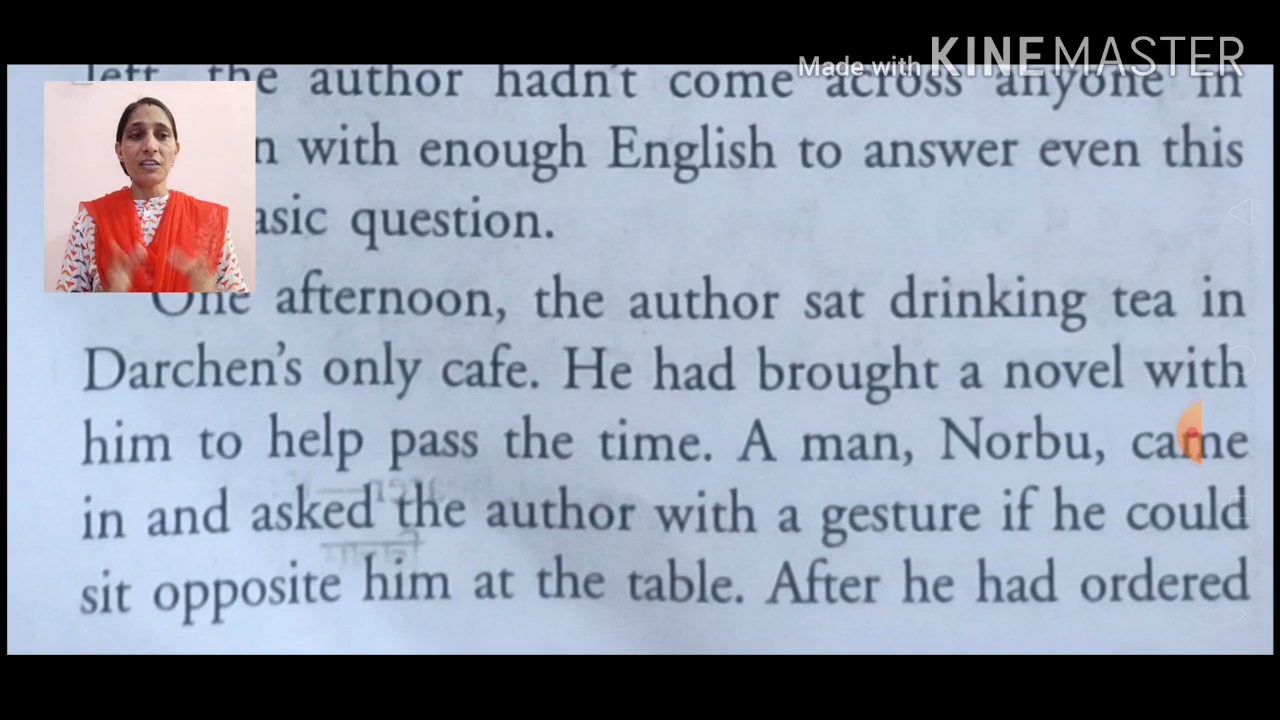 Made with KINEMASTER
left, the author hadn't come across anyone in
with enough English to answer even this
question.
One afternoon, the author sat drinking tea in
Darchen's only cafe. He had brought a novel with
him to help pass the time. A man, Norbu, came
in and asked the author with a gesture if he could
sit opposite him at the table. After he had ordered